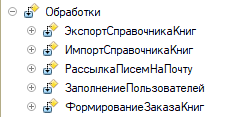 Обработки
ЭкспортСправочникаКниг
ИмпортСправочникаКниг
РассылкаПисемНаПочту
ЗаполнениеПользователей
ФормированиеЗаказаКниг